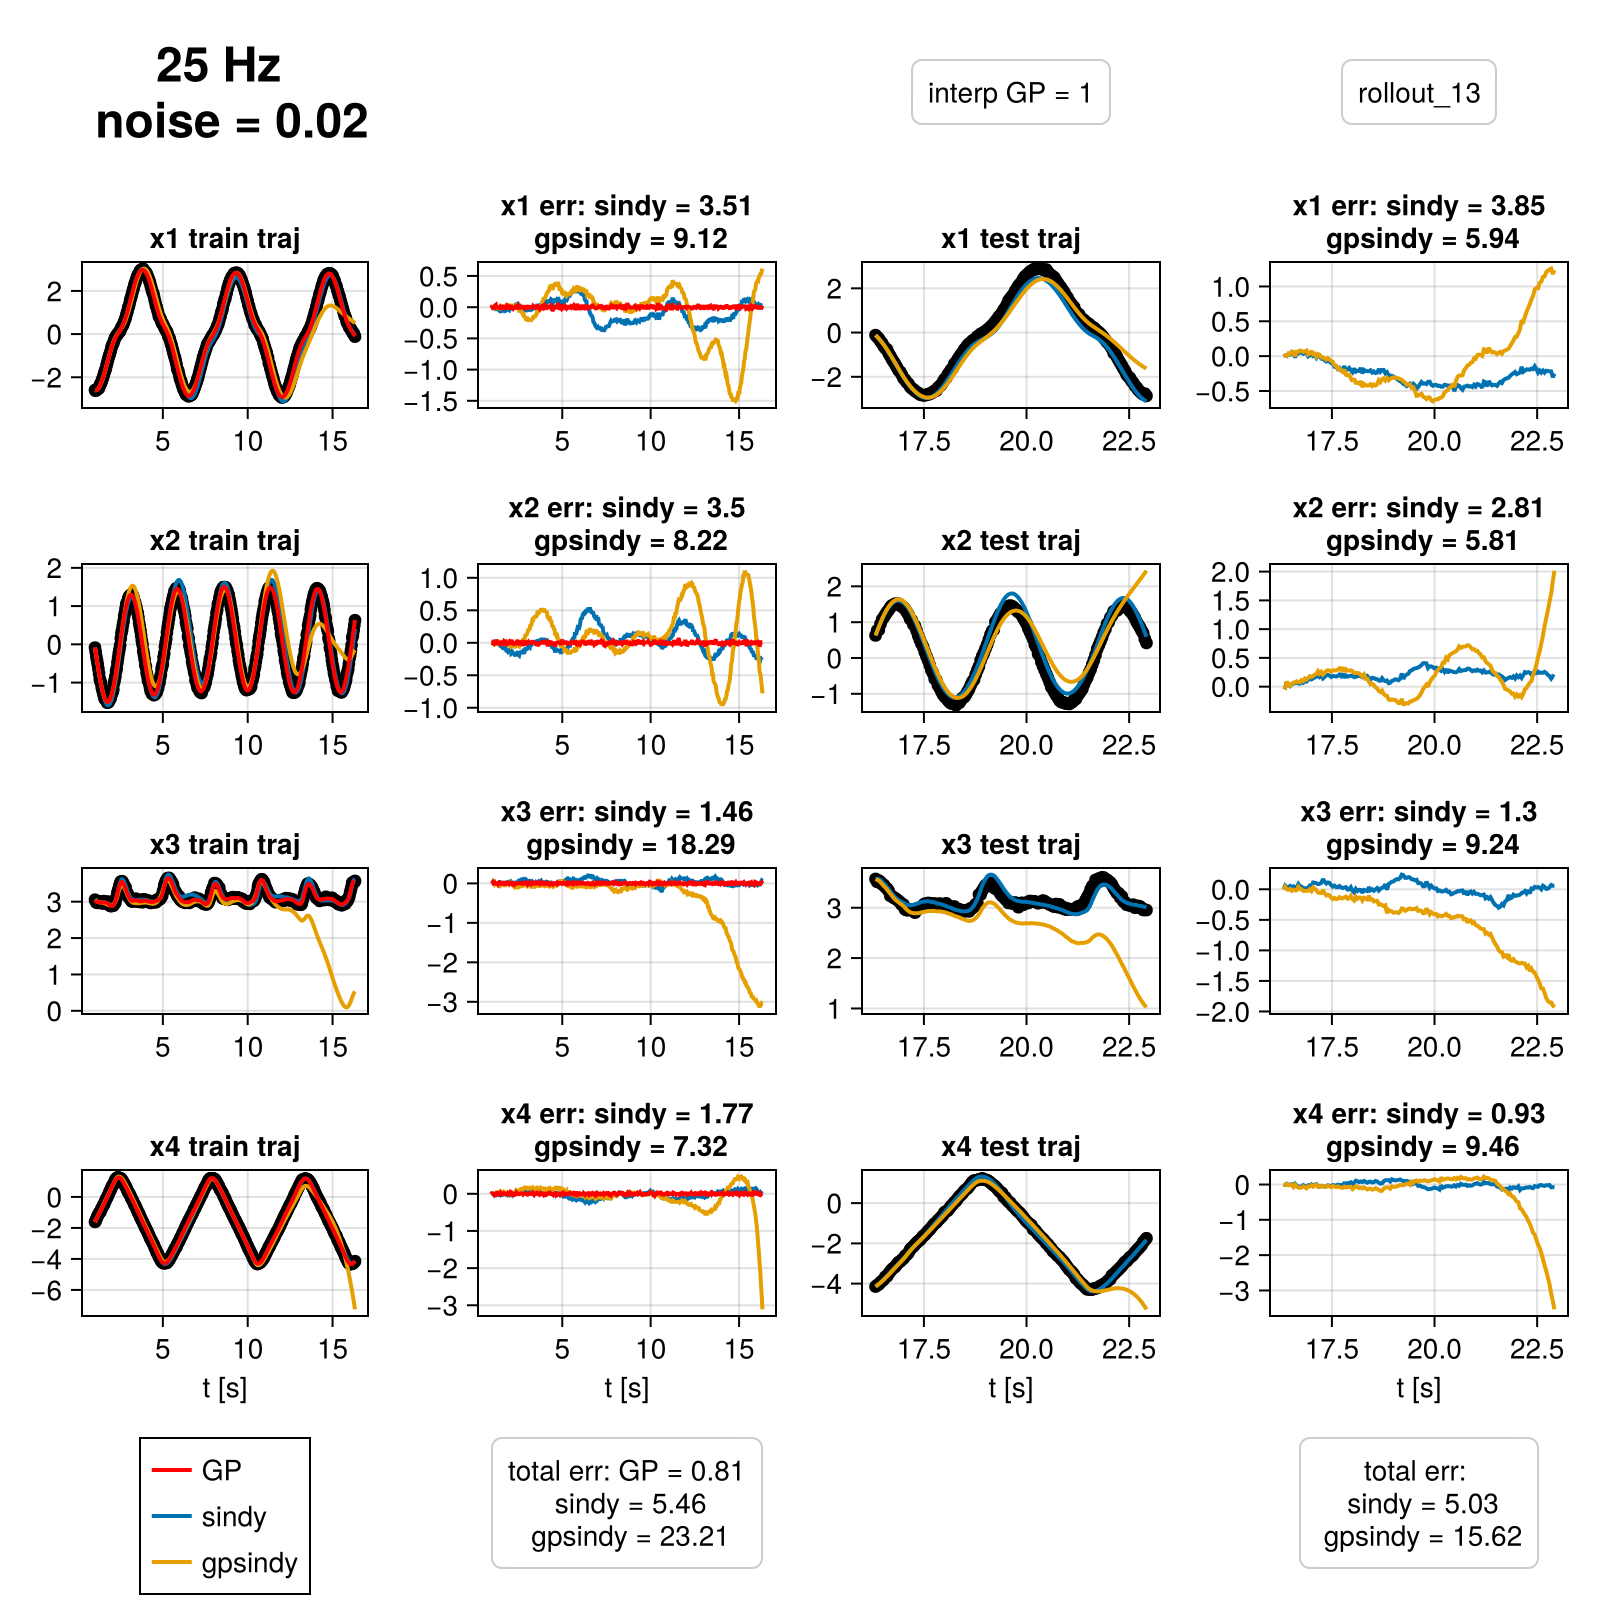 25 Hz
noise = 0.02
interp GP = 1
rollout_13
x1 train traj
2
0
−2
5
10
15
x1 err: sindy = 3.51
gpsindy = 9.12
0.5
0.0
−0.5
−1.0
−1.5
5
10
15
x1 test traj
2
0
−2
17.5
20.0
22.5
x1 err: sindy = 3.85
gpsindy = 5.94
1.0
0.5
0.0
−0.5
17.5
20.0
22.5
x2 train traj
2
1
0
−1
5
10
15
x2 err: sindy = 3.5
gpsindy = 8.22
1.0
0.5
0.0
−0.5
−1.0
5
10
15
x2 test traj
2
1
0
−1
17.5
20.0
22.5
x2 err: sindy = 2.81
gpsindy = 5.81
2.0
1.5
1.0
0.5
0.0
17.5
20.0
22.5
x3 train traj
3
2
1
0
5
10
15
x3 err: sindy = 1.46
gpsindy = 18.29
0
−1
−2
−3
5
10
15
x3 test traj
3
2
1
17.5
20.0
22.5
x3 err: sindy = 1.3
gpsindy = 9.24
0.0
−0.5
−1.0
−1.5
−2.0
17.5
20.0
22.5
x4 train traj
0
−2
−4
−6
5
10
15
t [s]
x4 err: sindy = 1.77
gpsindy = 7.32
0
−1
−2
−3
5
10
15
t [s]
x4 test traj
0
−2
−4
17.5
20.0
22.5
t [s]
x4 err: sindy = 0.93
gpsindy = 9.46
0
−1
−2
−3
17.5
20.0
22.5
t [s]
GP
sindy
gpsindy
total err: GP = 0.81
sindy = 5.46
gpsindy = 23.21
total err:
sindy = 5.03
gpsindy = 15.62